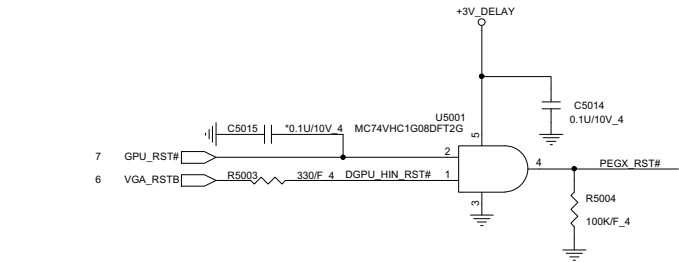 +3V_DELAY
C5014
0.1U/10V_4
U5001
MC74VHC1G08DFT2G
C5015 *0.1U/10V_4
5
7 GPU_RST# 2
4 PEGX_RST#
6 VGA_RSTB R5003 330/F_4 DGPU_HIN_RST# 1
3
R5004
100K/F_4